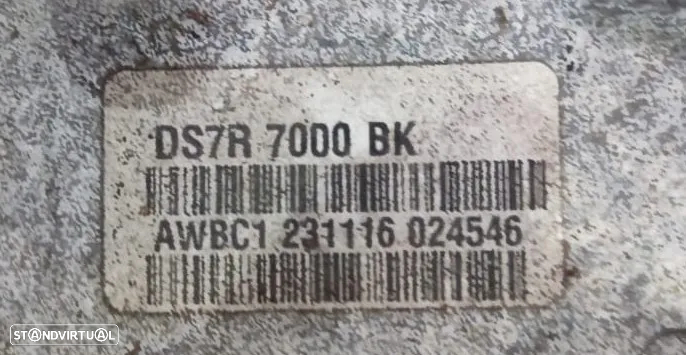 DS7R 7000 BK
AWBC1 231116 024546
STANDVIRTUAL